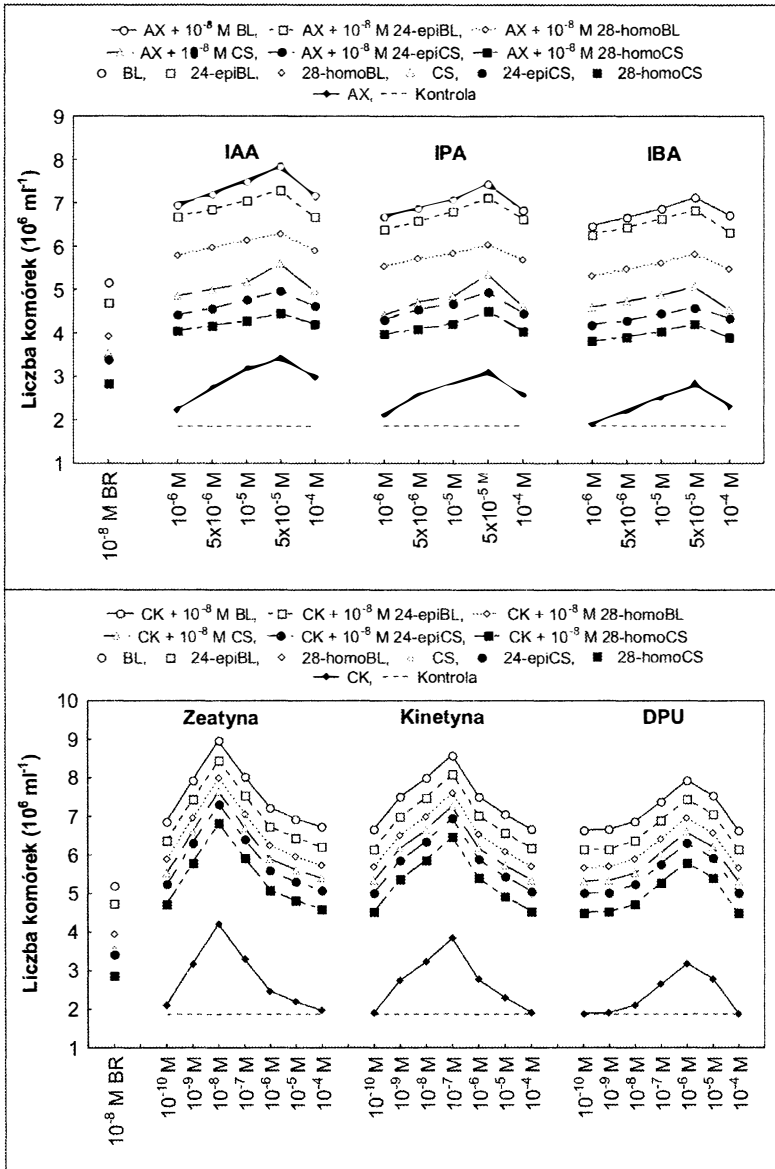 AX + 10⁻⁸ M BL, AX + 10⁻⁸ M 24-epiBL, AX + 10⁻⁸ M 28-homoBL
AX + 10⁻⁸ M CS, AX + 10⁻⁸ M 24-epiCS, AX + 10⁻⁸ M 28-homoCS
BL, 24-epiBL, 28-homoBL, CS, 24-epiCS, 28-homoCS
AX, Kontrola
Liczba komórek (10⁶ ml⁻¹)
9
8
7
6
5
4
3
2
1
IAA IPA IBA
10⁻⁸ M BR
10⁻⁶ M
5x10⁻⁶ M
10⁻⁵ M
5x10⁻⁵ M
10⁻⁴ M
10⁻⁶ M
5x10⁻⁶ M
10⁻⁵ M
5x10⁻⁵ M
10⁻⁴ M
10⁻⁶ M
5x10⁻⁶ M
10⁻⁵ M
5x10⁻⁵ M
10⁻⁴ M
CK + 10⁻⁸ M BL, CK + 10⁻⁸ M 24-epiBL, CK + 10⁻⁸ M 28-homoBL
CK + 10⁻⁸ M CS, CK + 10⁻⁸ M 24-epiCS, CK + 10⁻⁸ M 28-homoCS
BL, 24-epiBL, 28-homoBL, CS, 24-epiCS, 28-homoCS
CK, Kontrola
Liczba komórek (10⁶ ml⁻¹)
10
9
8
7
6
5
4
3
2
1
Zeatyna Kinetyna DPU
10⁻⁸ M BR
10⁻¹⁰ M
10⁻⁹ M
10⁻⁸ M
10⁻⁷ M
10⁻⁶ M
10⁻⁵ M
10⁻⁴ M
10⁻¹⁰ M
10⁻⁹ M
10⁻⁸ M
10⁻⁷ M
10⁻⁶ M
10⁻⁵ M
10⁻⁴ M
10⁻¹⁰ M
10⁻⁹ M
10⁻⁸ M
10⁻⁷ M
10⁻⁶ M
10⁻⁵ M
10⁻⁴ M